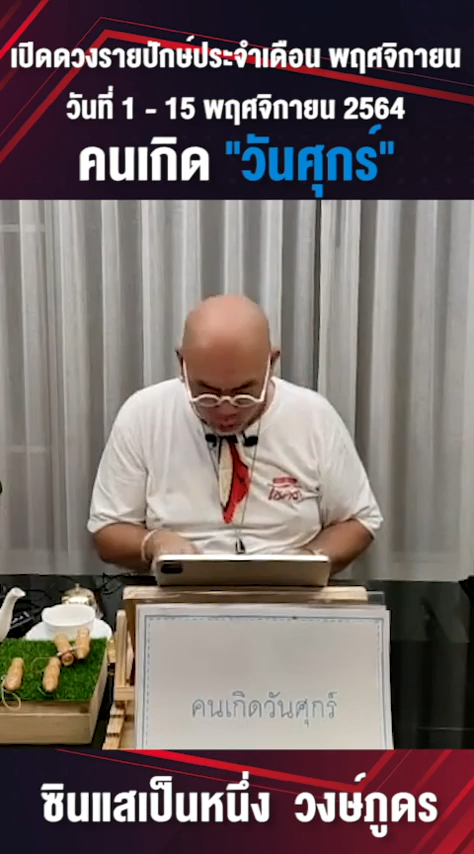 เปิดดวงรายปักษ์ประจำเดือน พฤศจิกายน
วันที่ 1 - 15 พฤศจิกายน 2564
คนเกิด "วันศุกร์"
คนเกิดวันศุกร์
ซินแสเป็นหนึ่ง วงษ์ภูดร